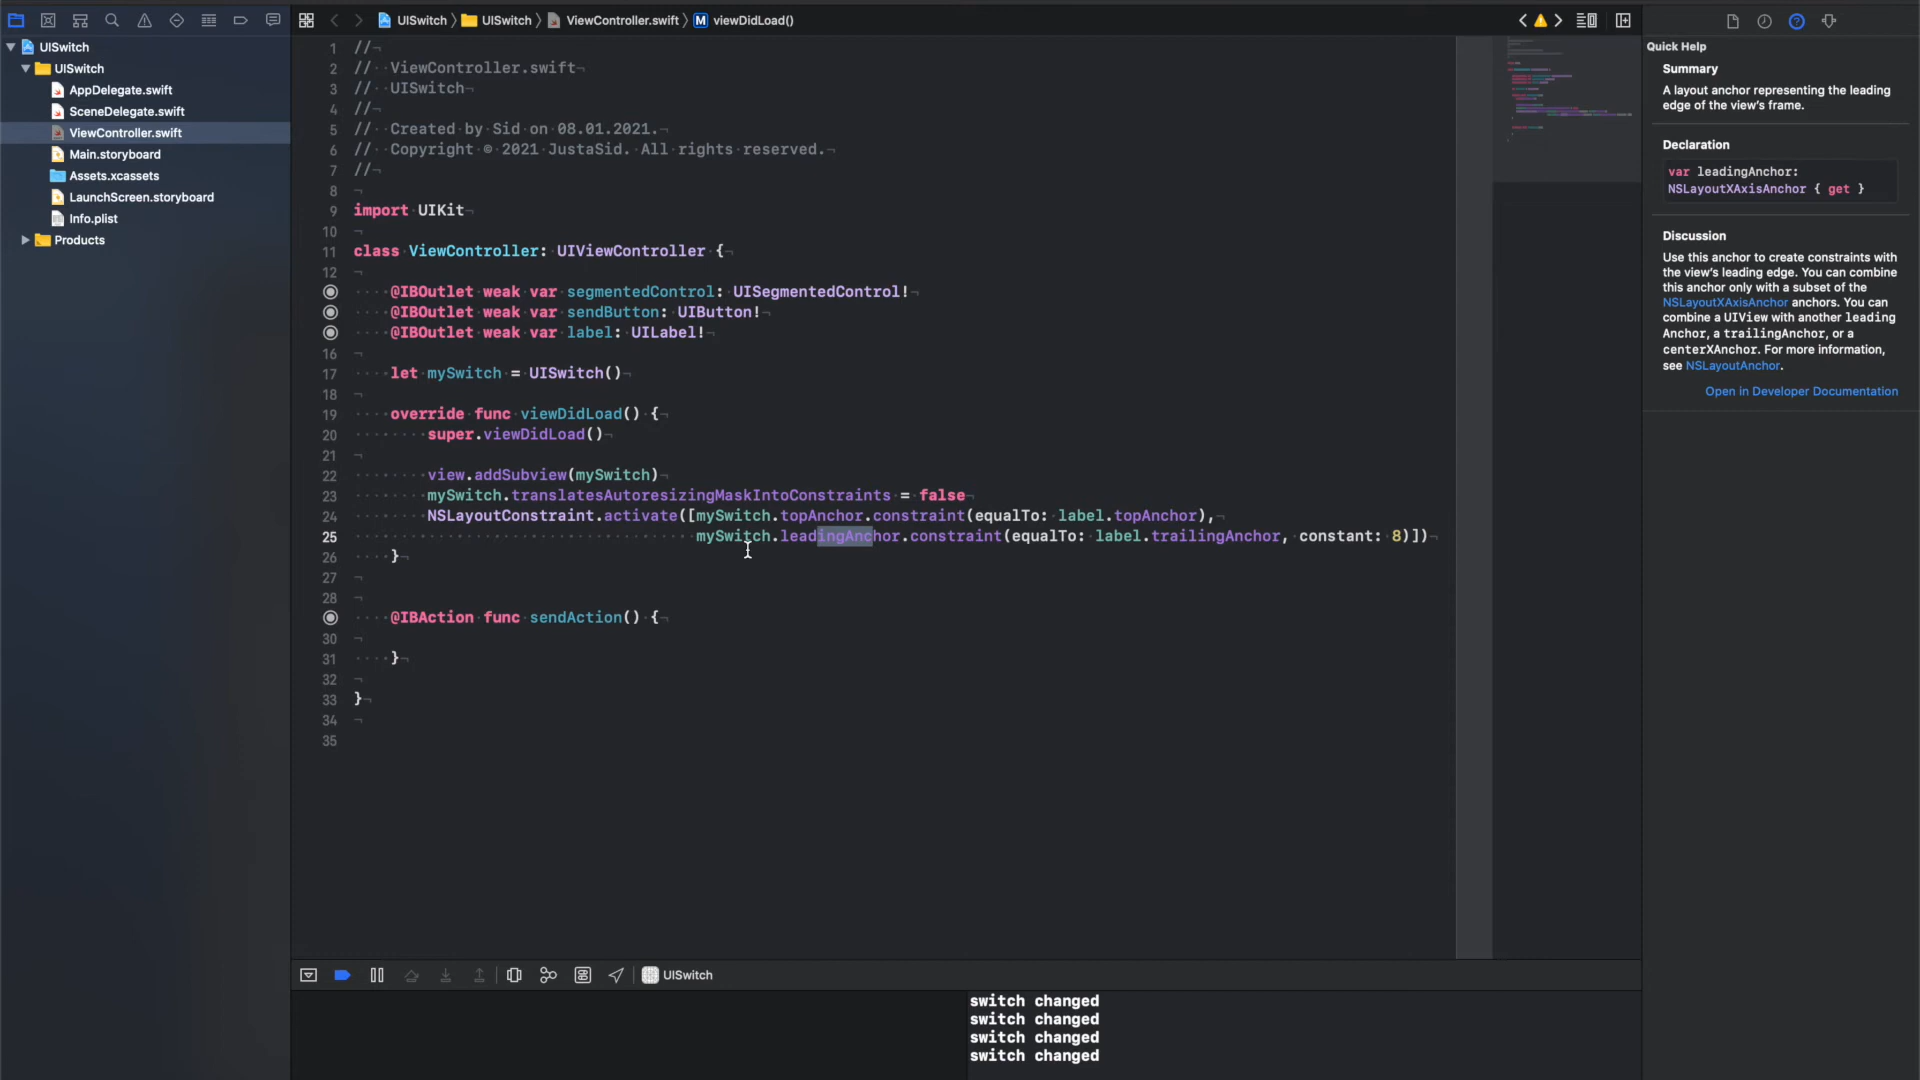 UISwitch 〉 UISwitch 〉 ViewController.swift 〉 M viewDidLoad()
UISwitch
UISwitch
AppDelegate.swift
SceneDelegate.swift
ViewController.swift
Main.storyboard
Assets.xcassets
LaunchScreen.storyboard
Info.plist
Products
1 //
2 // ViewController.swift
3 // UISwitch
4 //
5 // Created by Sid on 08.01.2021.
6 // Copyright © 2021 JustaSid. All rights reserved.
7 //
8
9 import UIKit
10
11 class ViewController: UIViewController {
12
@IBOutlet weak var segmentedControl: UISegmentedControl!
@IBOutlet weak var sendButton: UIButton!
@IBOutlet weak var label: UILabel!
16
17 let mySwitch = UISwitch()
18
19 override func viewDidLoad() {
20 super.viewDidLoad()
21
22 view.addSubview(mySwitch)
23 mySwitch.translatesAutoresizingMaskIntoConstraints = false
24 NSLayoutConstraint.activate([mySwitch.topAnchor.constraint(equalTo: label.topAnchor),
25 mySwitch.leadingAnchor.constraint(equalTo: label.trailingAnchor, constant: 8)])
26 }
27
28
@IBAction func sendAction() {
30
31 }
32
33 }
34
35
UISwitch
switch changed
switch changed
switch changed
switch changed
Quick Help
Summary
A layout anchor representing the leading
edge of the view’s frame.
Declaration
var leadingAnchor:
NSLayoutXAxisAnchor { get }
Discussion
Use this anchor to create constraints with
the view’s leading edge. You can combine
this anchor only with a subset of the
NSLayoutXAxisAnchor anchors. You can
combine a UIView with another leading
Anchor, a trailingAnchor, or a
centerXAnchor. For more information,
see NSLayoutAnchor.
Open in Developer Documentation